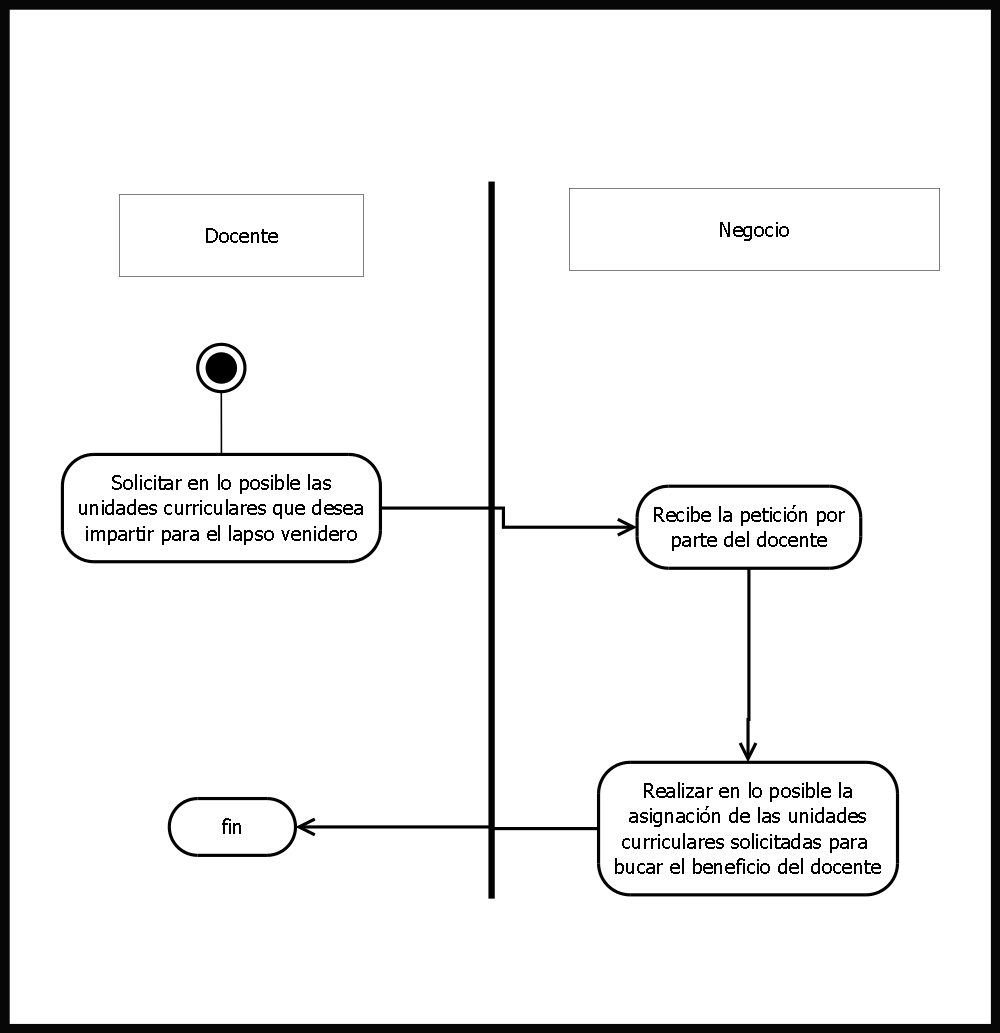 Docente
Negocio
Solicitar en lo posible las
unidades curriculares que desea
impartir para el lapso venidero
Recibe la petición por
parte del docente
Realizar en lo posible la
asignación de las unidades
curriculares solicitadas para
bucar el beneficio del docente
fin